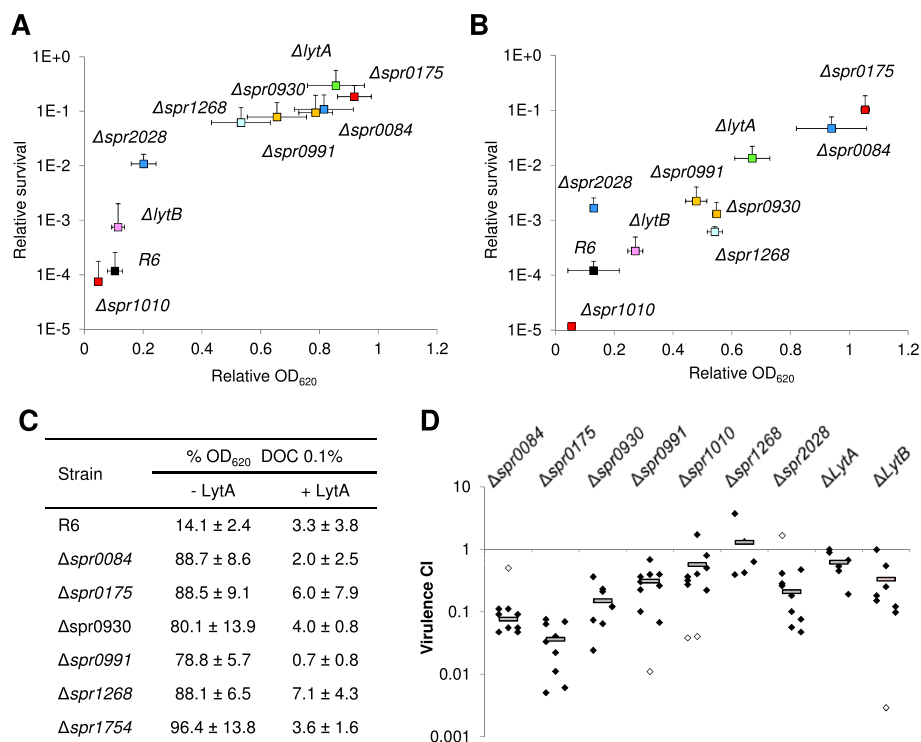 A
1E+0
1E-1
1E-2
1E-3
1E-4
1E-5
Relative survival
0 0.2 0.4 0.6 0.8 1 1.2
Relative OD620
ΔlytA
Δspr0175
Δspr0930
Δspr1268
Δspr0084
Δspr0991
Δspr2028
ΔlytB
R6
Δspr1010
B
1E+0
1E-1
1E-2
1E-3
1E-4
1E-5
Relative survival
0 0.2 0.4 0.6 0.8 1 1.2
Relative OD620
Δspr0175
ΔlytA
Δspr0084
Δspr0991
Δspr2028
Δspr0930
ΔlytB
Δspr1268
R6
Δspr1010
C
Strain % OD620 DOC 0.1%
- LytA + LytA
R6 14.1 ± 2.4 3.3 ± 3.8
Δspr0084 88.7 ± 8.6 2.0 ± 2.5
Δspr0175 88.5 ± 9.1 6.0 ± 7.9
Δspr0930 80.1 ± 13.9 4.0 ± 0.8
Δspr0991 78.8 ± 5.7 0.7 ± 0.8
Δspr1268 88.1 ± 6.5 7.1 ± 4.3
Δspr1754 96.4 ± 13.8 3.6 ± 1.6
D
Δspr0084 Δspr0175 Δspr0930 Δspr0991 Δspr1010 Δspr1268 Δspr2028 ΔLytA ΔLytB
10
1
0.1
0.01
0.001
Virulence CI